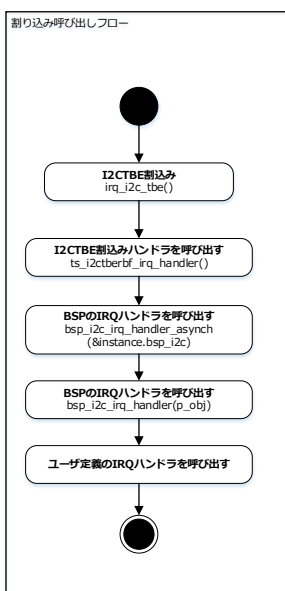 割り込み呼び出しフロー
I2CTBE割込み
irq_i2c_tbe()
I2CTBE割込みハンドラを呼び出す
ts_i2ctberbf_irq_handler()
BSPのIRQハンドラを呼び出す
bsp_i2c_irq_handler_asynch
(&instance.bsp_i2c)
BSPのIRQハンドラを呼び出す
bsp_i2c_irq_handler(p_obj)
ユーザ定義のIRQハンドラを呼び出す